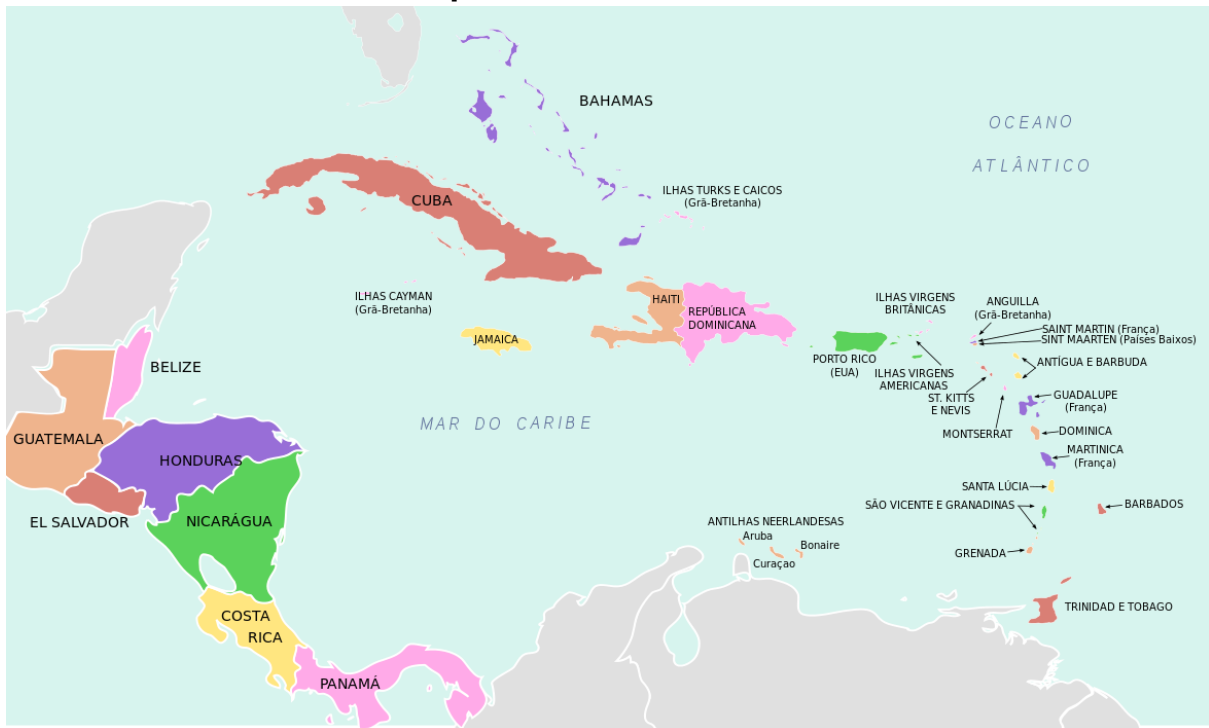 BAHAMAS
OCEANO
ATLÂNTICO
CUBA
ILHAS TURKS E CAICOS
(Grã-Bretanha)
ILHAS CAYMAN
(Grã-Bretanha)
HAITI
REPÚBLICA
DOMINICANA
JAMAICA
ILHAS VIRGENS
BRITÂNICAS
ANGUILLA
(Grã-Bretanha)
SAINT MARTIN (França)
SINT MAARTEN (Países Baixos)
PORTO RICO
(EUA)
ILHAS VIRGENS
AMERICANAS
ANTÍGUA E BARBUDA
ST. KITTS
E NEVIS
GUADALUPE
(França)
MONTSERRAT
DOMINICA
MARTINICA
(França)
BELIZE
MAR DO CARIBE
GUATEMALA
HONDURAS
SANTA LÚCIA
SÃO VICENTE E GRANADINAS
BARBADOS
EL SALVADOR
NICARÁGUA
ANTILHAS NEERLANDESAS
Aruba
Bonaire
Curaçao
GRENADA
TRINIDAD E TOBAGO
COSTA
RICA
PANAMÁ